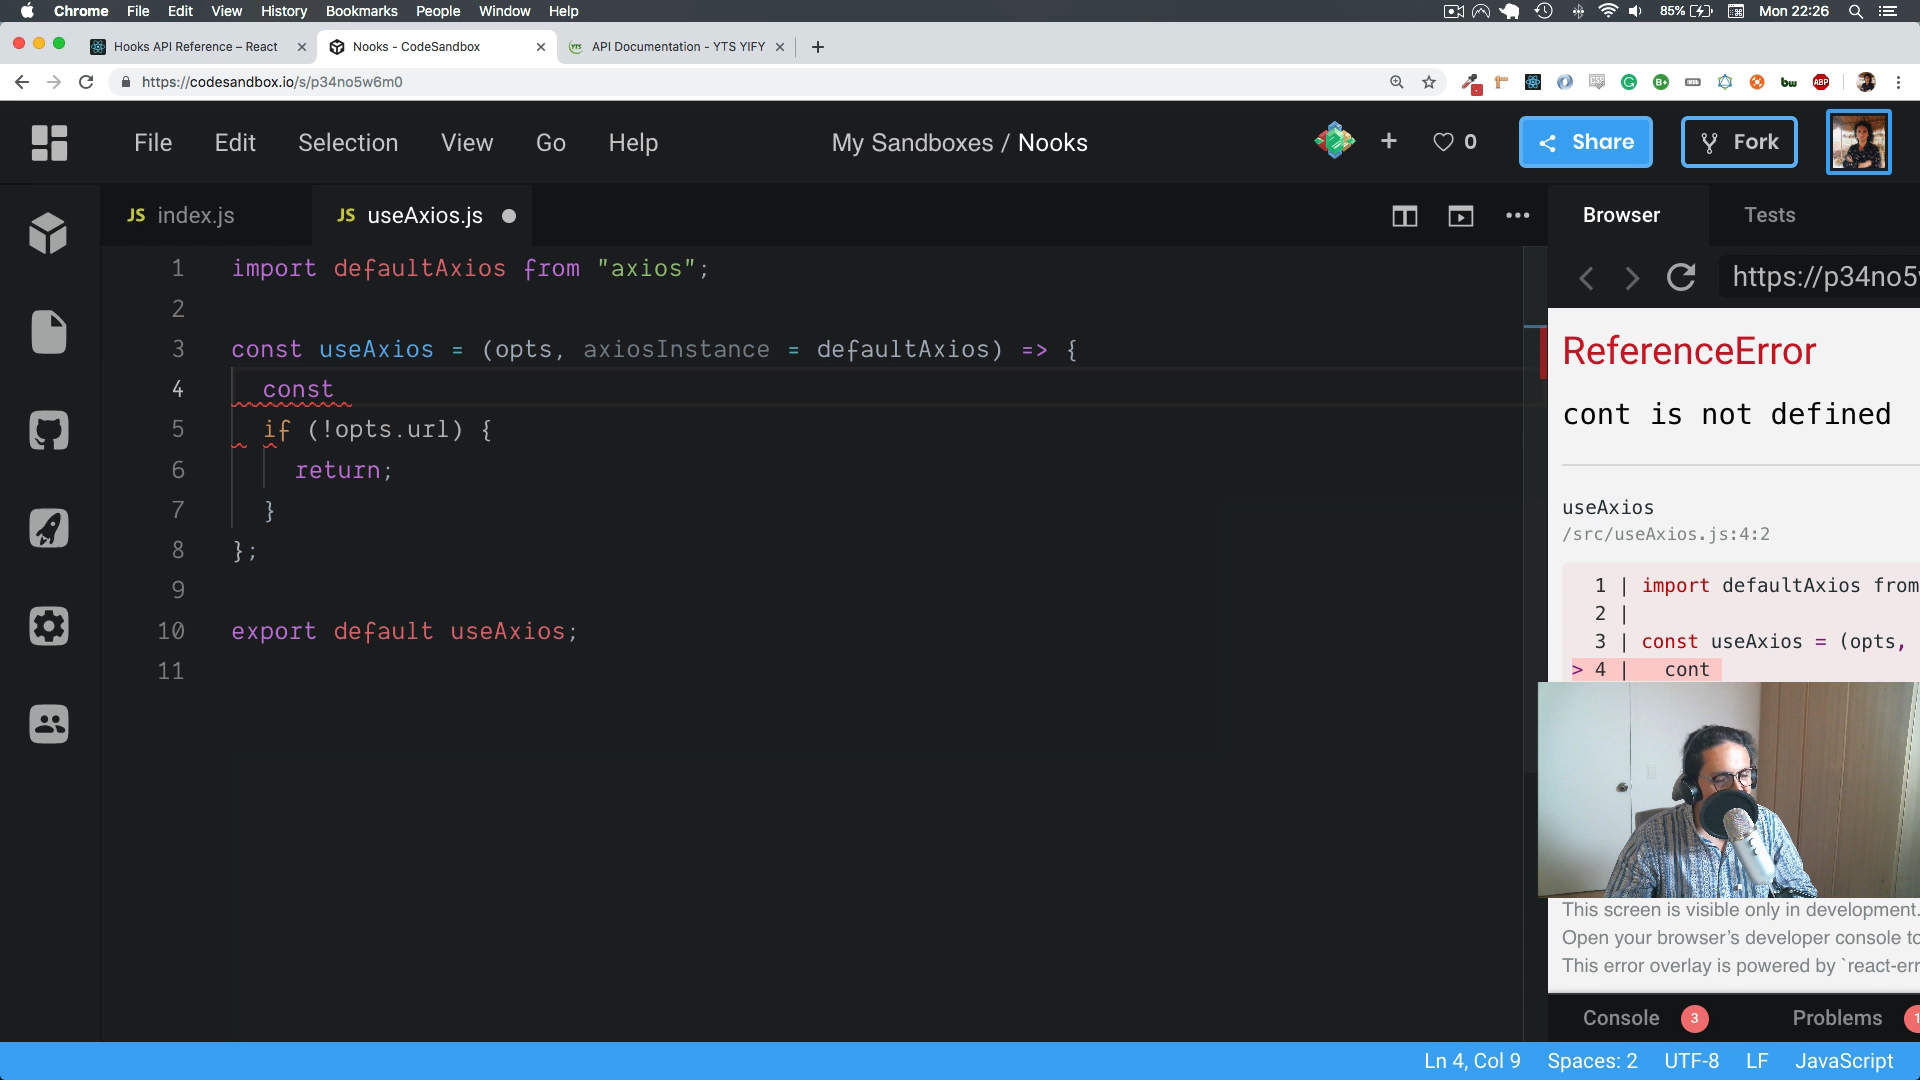 Chrome File Edit View History Bookmarks People Window Help 85% Mon 22:26
Hooks API Reference – React Nooks - CodeSandbox API Documentation - YTS YIFY
https://codesandbox.io/s/p34no5w6m0
File Edit Selection View Go Help My Sandboxes / Nooks 0 Share Fork
JS index.js JS useAxios.js Browser Tests
https://p34no5
1 import defaultAxios from "axios";
2
3 const useAxios = (opts, axiosInstance = defaultAxios) => {
4 const
5 if (!opts.url) {
6 return;
7 }
8 };
9
10 export default useAxios;
11
ReferenceError
cont is not defined
useAxios
/src/useAxios.js:4:2
1 | import defaultAxios from
2 |
3 | const useAxios = (opts,
> 4 | cont
This screen is visible only in development.
Open your browser’s developer console to
This error overlay is powered by `react-err
Console 3 Problems 1
Ln 4, Col 9 Spaces: 2 UTF-8 LF JavaScript